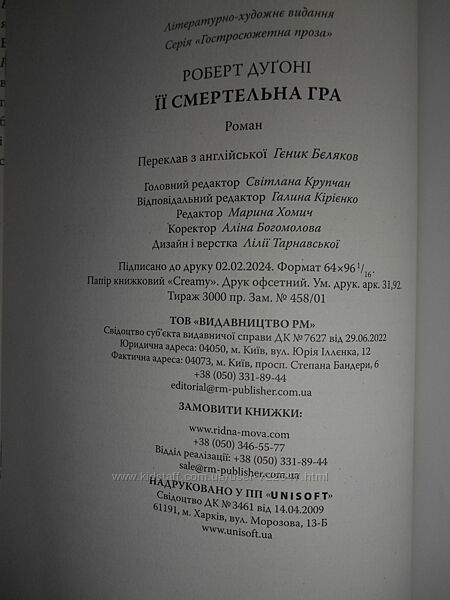 Літературно-художнє видання
Серія «Гостросюжетна проза»
РОБЕРТ ДУҐОНІ
ЇЇ СМЕРТЕЛЬНА ГРА
Роман
Переклав з англійської Геник Бєляков
Головний редактор Світлана Крупчан
Відповідальний редактор Галина Кірієнко
Редактор Марина Хомич
Коректор Аліна Богомолова
Дизайн і верстка Лілії Тарнавської
Підписано до друку 02.02.2024. Формат 64×96 1/16.
Папір книжковий «Creamy». Друк офсетний. Ум. друк. арк. 31,92.
Тираж 3000 пр. Зам. № 458/01
ТОВ «ВИДАВНИЦТВО РМ»
Свідоцтво суб'єкта видавничої справи ДК № 7627 від 29.06.2022
Юридична адреса: 04050, м. Київ, вул. Юрія Іллєнка, 12
Фактична адреса: 04073, м. Київ, просп. Степана Бандери, 6
+38 (050) 331-89-44
editorial@rm-publisher.com.ua
ЗАМОВИТИ КНИЖКИ:
www.ridna-mova.com
+38 (050) 346-55-77
Відділ реалізації: +38 (050) 331-89-44
sale@rm-publisher.com.ua
НАДРУКОВАНО У ПП «UNISOFT»
Свідоцтво ДК №3461 від 14.04.2009
61191, м. Харків, вул. Морозова, 13-Б
www.unisoft.ua